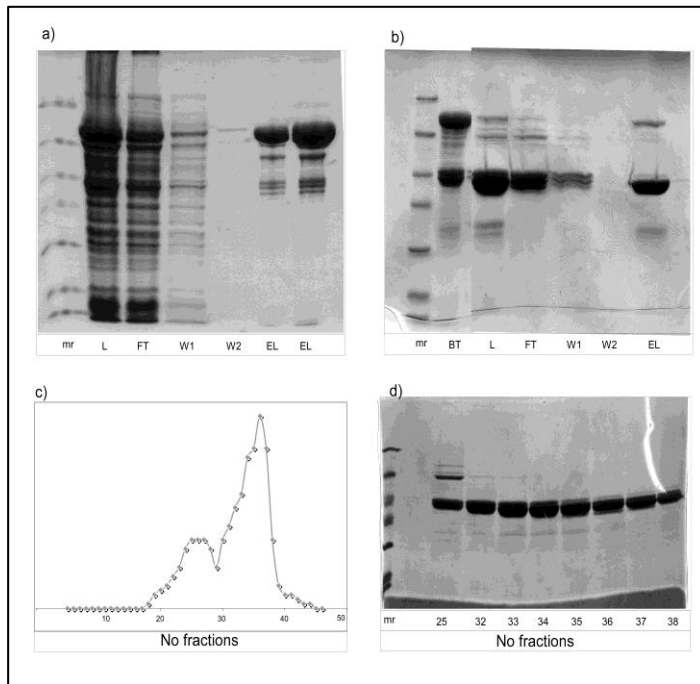 a)
mr L FT W1 W2 EL EL
b)
mr BT L FT W1 W2 EL
c)
10 20 30 40 50
No fractions
d)
mr 25 32 33 34 35 36 37 38
No fractions